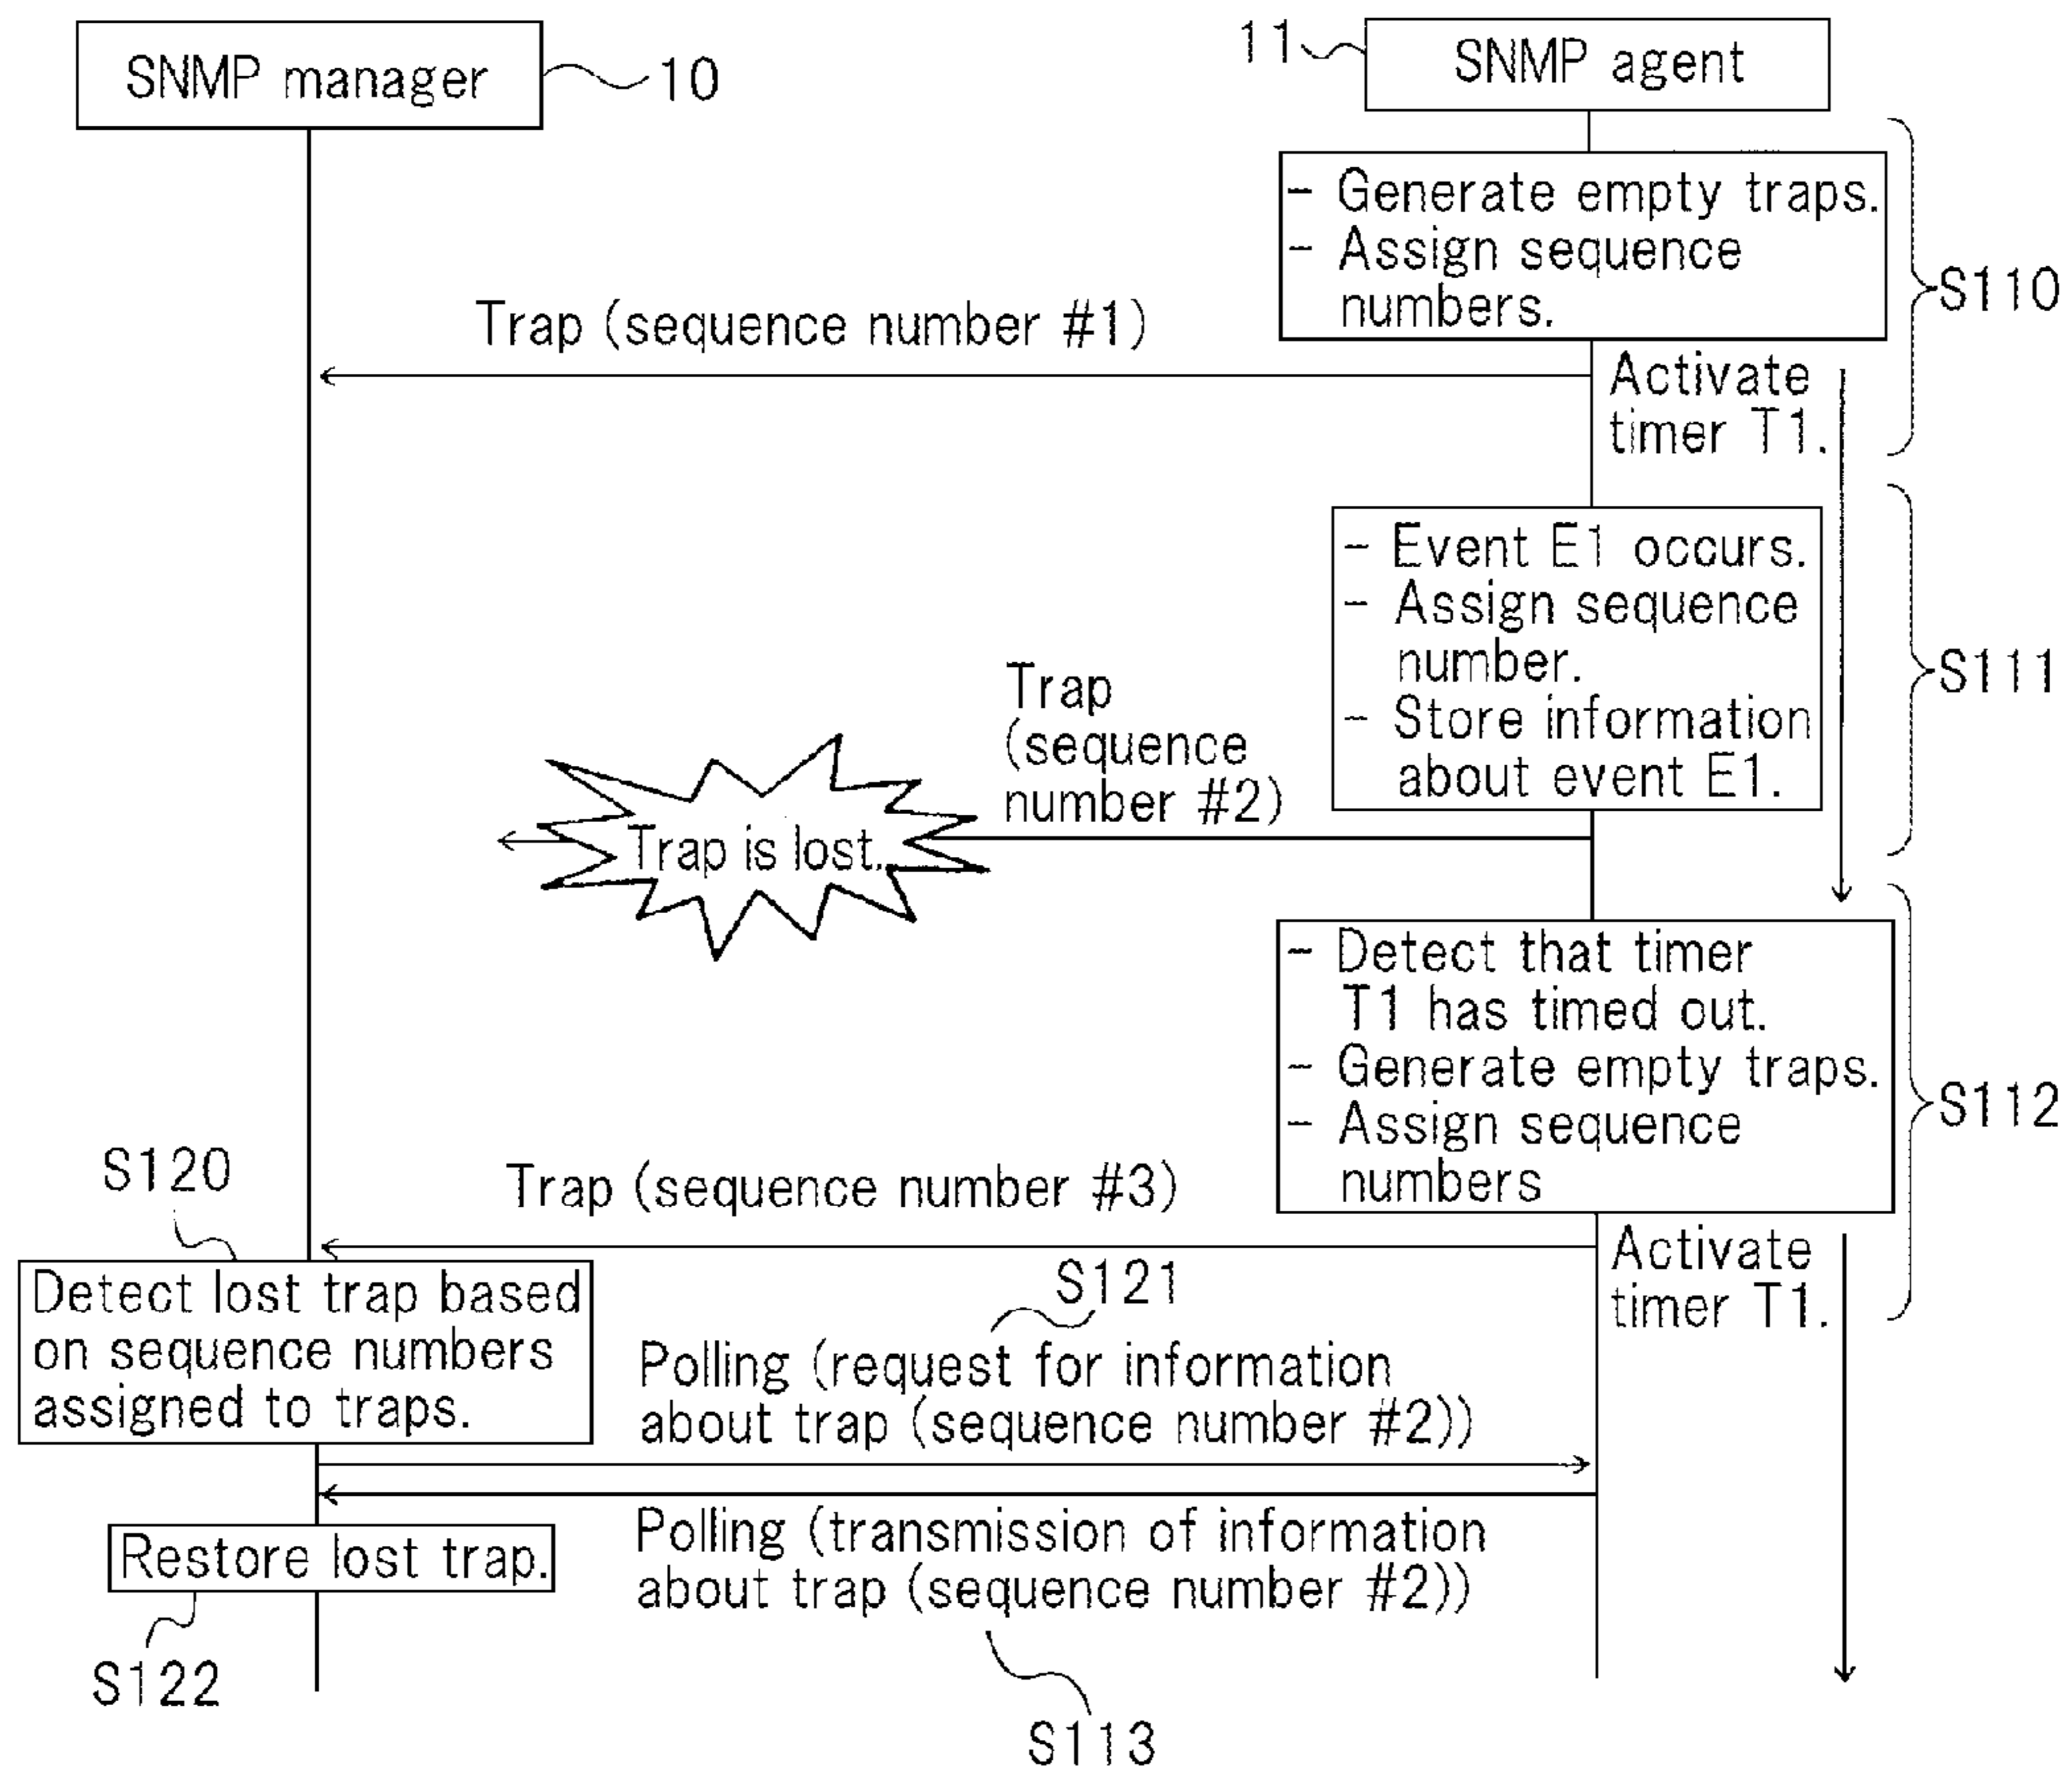 SNMP manager
10
11
SNMP agent
- Generate empty traps.
- Assign sequence
numbers.
S110
Trap (sequence number #1)
Activate
timer T1.
- Event E1 occurs.
- Assign sequence
number.
- Store information
about event E1.
S111
Trap
(sequence
number #2)
Trap is lost.
- Detect that timer
T1 has timed out.
- Generate empty traps.
- Assign sequence
numbers
S112
S120
Trap (sequence number #3)
Activate
timer T1.
Detect lost trap based
on sequence numbers
assigned to traps.
S121
Polling (request for information
about trap (sequence number #2))
Polling (transmission of information
about trap (sequence number #2))
Restore lost trap.
S122
S113